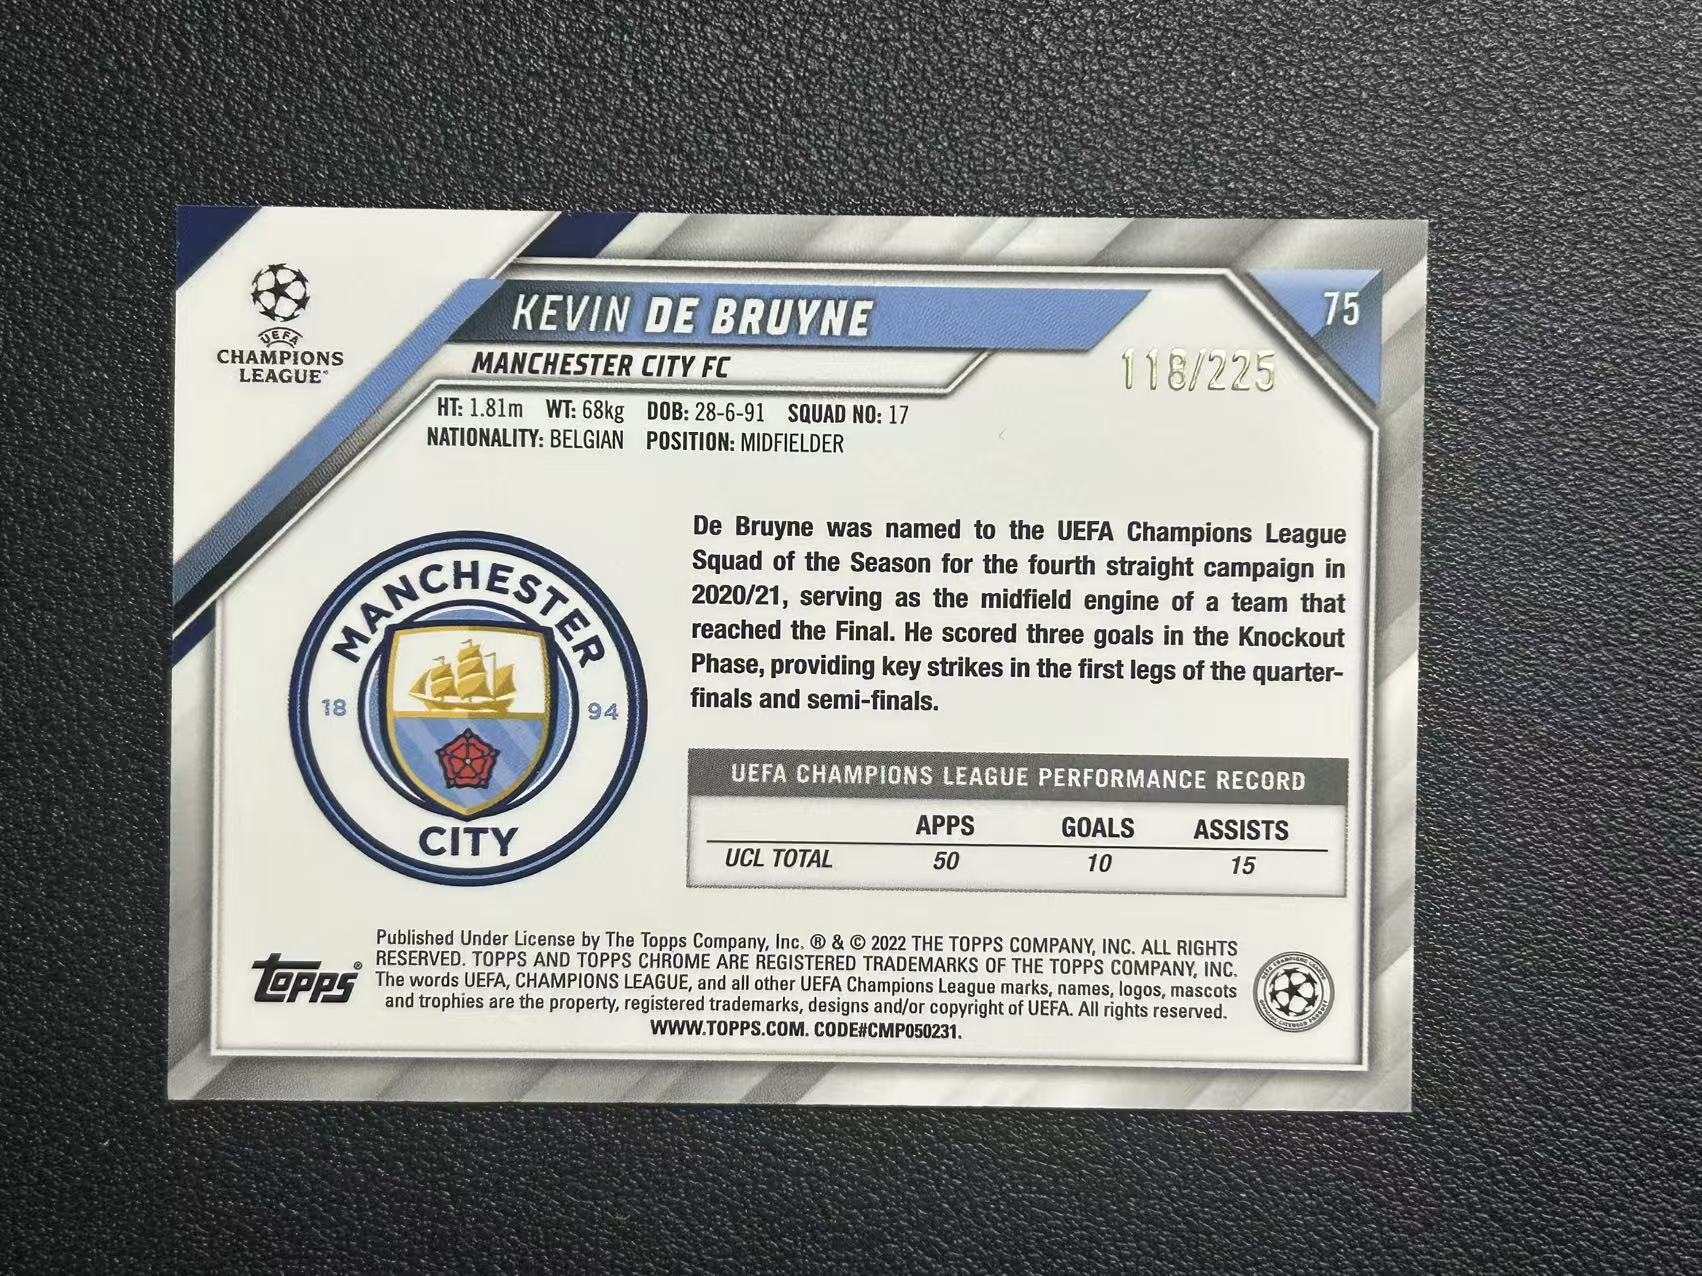 UEFA
CHAMPIONS
LEAGUE®
KEVIN DE BRUYNE
75
MANCHESTER CITY FC
118/225
HT: 1.81m WT: 68kg DOB: 28-6-91 SQUAD NO: 17
NATIONALITY: BELGIAN POSITION: MIDFIELDER
MANCHESTER
18 94
CITY
De Bruyne was named to the UEFA Champions League
Squad of the Season for the fourth straight campaign in
2020/21, serving as the midfield engine of a team that
reached the Final. He scored three goals in the Knockout
Phase, providing key strikes in the first legs of the quarter-
finals and semi-finals.
UEFA CHAMPIONS LEAGUE PERFORMANCE RECORD
APPS GOALS ASSISTS
UCL TOTAL 50 10 15
topps®
Published Under License by The Topps Company, Inc. ® & © 2022 THE TOPPS COMPANY, INC. ALL RIGHTS
RESERVED. TOPPS AND TOPPS CHROME ARE REGISTERED TRADEMARKS OF THE TOPPS COMPANY, INC.
The words UEFA, CHAMPIONS LEAGUE, and all other UEFA Champions League marks, names, logos, mascots
and trophies are the property, registered trademarks, designs and/or copyright of UEFA. All rights reserved.
WWW.TOPPS.COM. CODE#CMP050231.